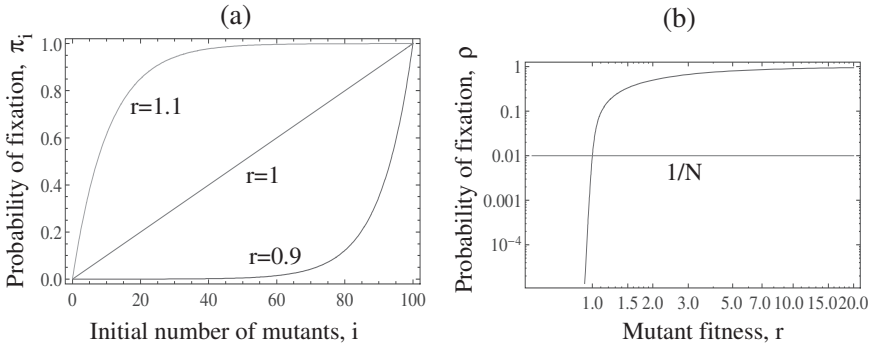 (a)
Probability of fixation, π_i
1.0
0.8
0.6
0.4
0.2
0.0
r=1.1
r=1
r=0.9
0 20 40 60 80 100
Initial number of mutants, i
(b)
Probability of fixation, ρ
1
0.1
0.01
0.001
10⁻⁴
1/N
1.0 1.5 2.0 3.0 5.0 7.0 10.0 15.0 20.0
Mutant fitness, r